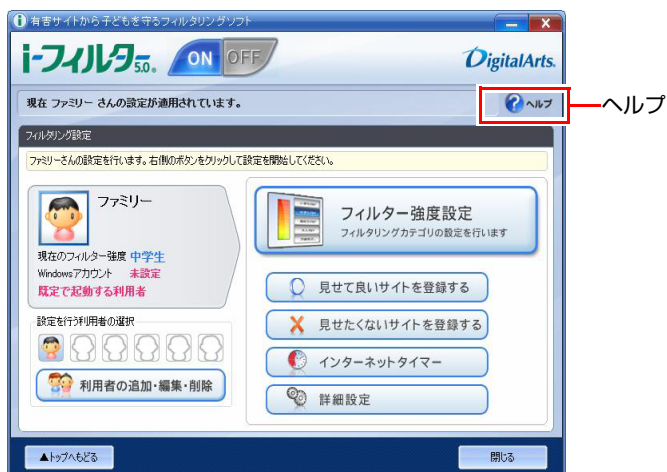 有害サイトから子どもを守るフィルタリングソフト
i-フィルター5.0. ON OFF
DigitalArts.
現在 ファミリー さんの設定が適用されています。
ヘルプ
ヘルプ
フィルタリング設定
ファミリーさんの設定を行います。右側のボタンをクリックして設定を開始してください。
ファミリー
現在のフィルター強度 中学生
Windowsアカウント 未設定
既定で起動する利用者
設定を行う利用者の選択
利用者の追加・編集・削除
フィルター強度設定
フィルタリングカテゴリの設定を行います
見せて良いサイトを登録する
見せたくないサイトを登録する
インターネットタイマー
詳細設定
▲トップへもどる
閉じる